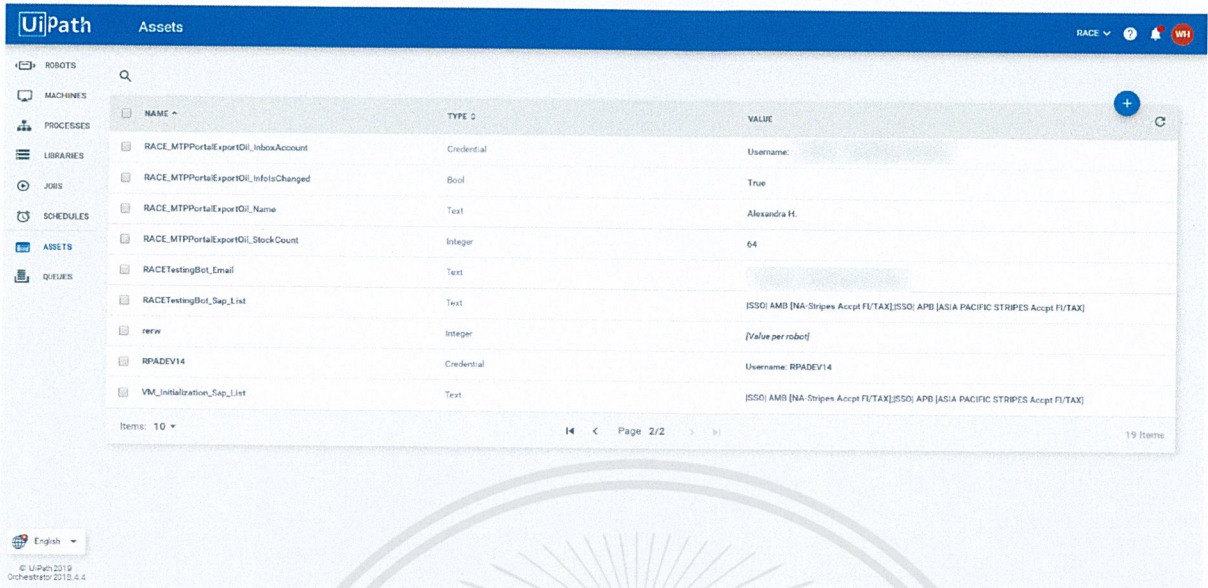 UiPath Assets RACE ? WH
ROBOTS
MACHINES
PROCESSES
LIBRARIES
JOBS
SCHEDULES
ASSETS
QUEUES
NAME TYPE VALUE
RACE_MTPPortalExportOil_InboxAccount Credential Username:
RACE_MTPPortalExportOil_InfoIsChanged Bool True
RACE_MTPPortalExportOil_Name Text Alexandra H.
RACE_MTPPortalExportOil_StockCount Integer 64
RACETestingBot_Email Text
RACETestingBot_Sap_List Text |SSO| AMB [NA-Stripes Accpt FI/TAX];|SSO| APB [ASIA PACIFIC STRIPES Accpt FI/TAX]
rerw Integer [Value per robot]
RPADEV14 Credential Username: RPADEV14
VM_Initialization_Sap_List Text |SSO| AMB [NA-Stripes Accpt FI/TAX];|SSO| APB [ASIA PACIFIC STRIPES Accpt FI/TAX]
Items: 10 Page 2/2 19 Items
English
© UiPath 2019
Orchestrator 2018.4.4